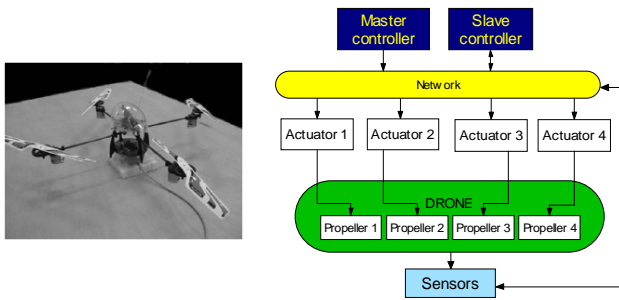 Master
controller
Slave
controller
Network
Actuator 1
Actuator 2
Actuator 3
Actuator 4
DRONE
Propeller 1
Propeller 2
Propeller 3
Propeller 4
Sensors